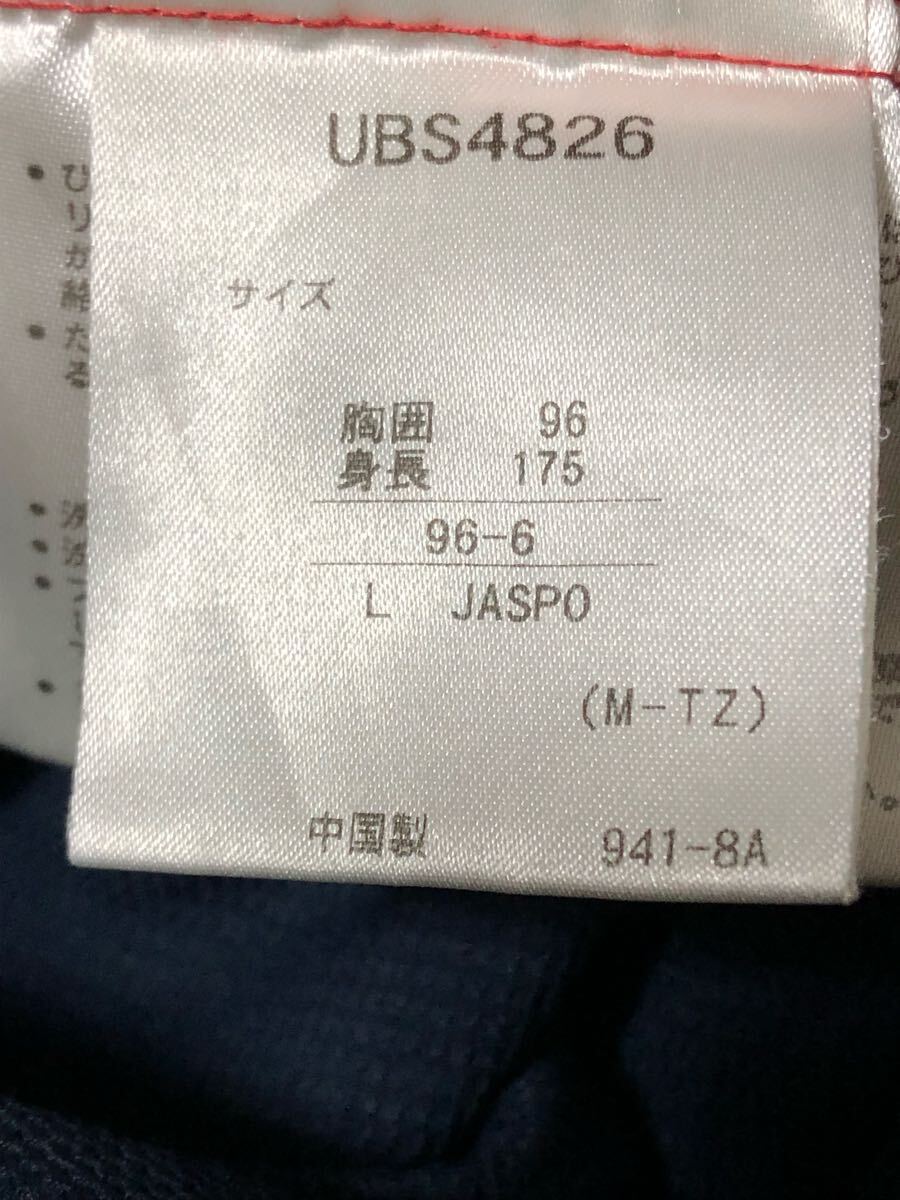 UBS4826
サイズ
胸囲 96
身長 175
96-6
L JASPO
(M-TZ)
中国製 941-8A